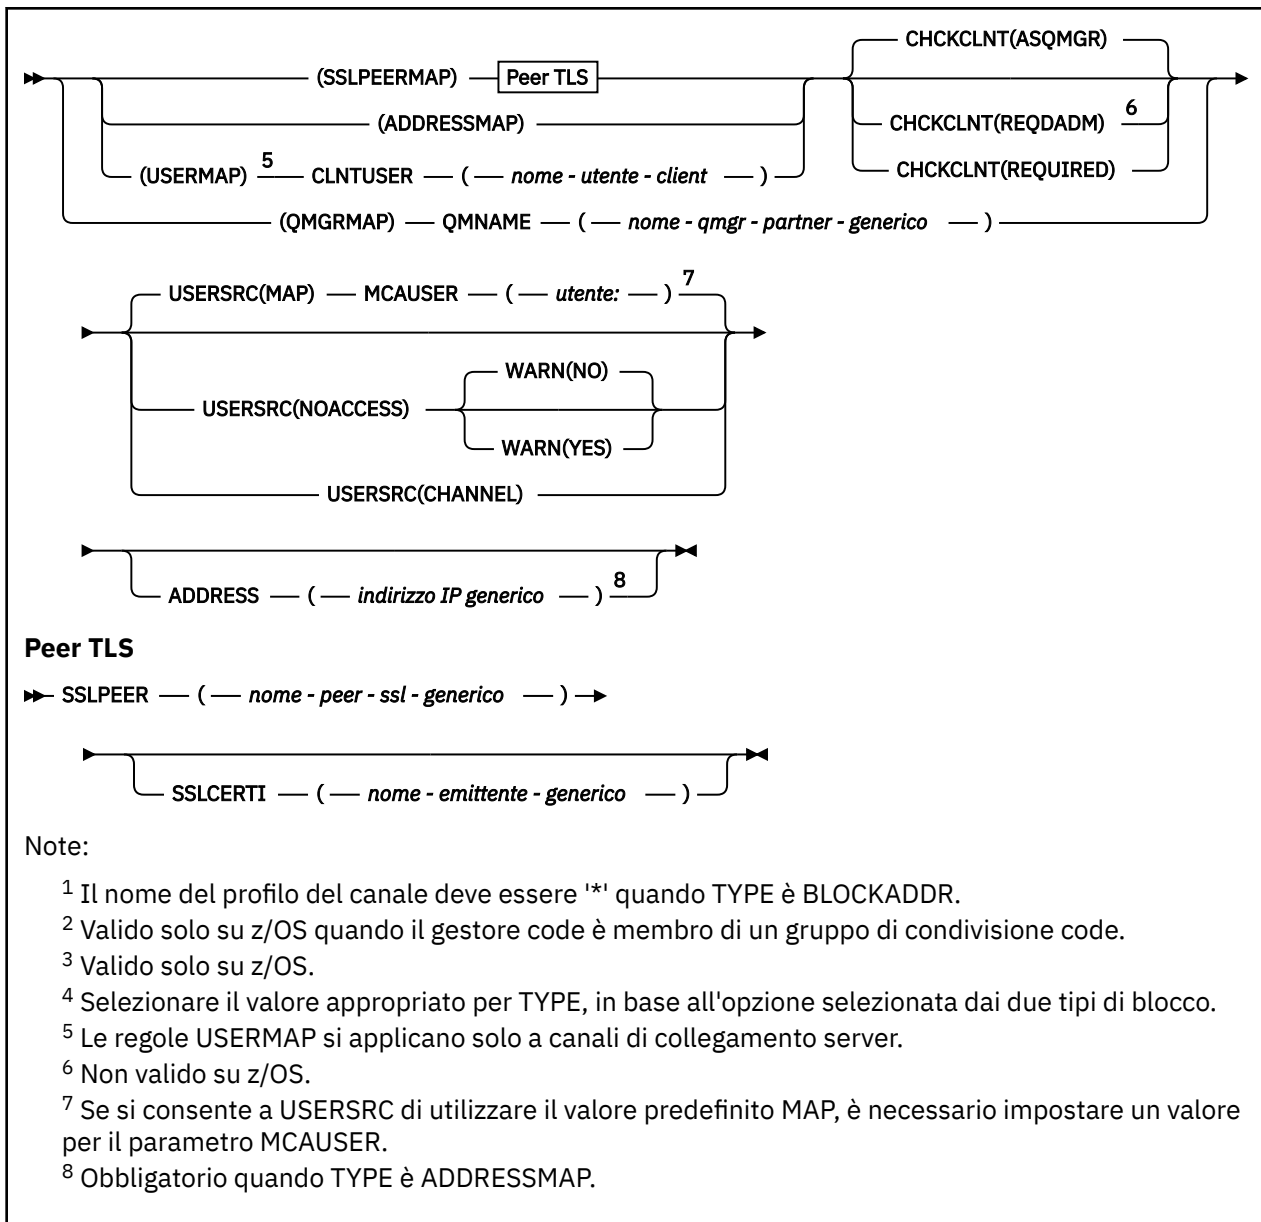 CHCKCLNT(ASQMGR)
(SSLPEERMAP) Peer TLS
(ADDRESSMAP)
CHCKCLNT(REQDADM) 6
(USERMAP) 5 CLNTUSER ( nome - utente - client )
CHCKCLNT(REQUIRED)
(QMGRMAP) QMNAME ( nome - qmgr - partner - generico )
USERSRC(MAP) MCAUSER ( utente: ) 7
WARN(NO)
USERSRC(NOACCESS)
WARN(YES)
USERSRC(CHANNEL)
ADDRESS ( indirizzo IP generico ) 8
Peer TLS
SSLPEER ( nome - peer - ssl - generico )
SSLCERTI ( nome - emittente - generico )
Note:
1 Il nome del profilo del canale deve essere '*' quando TYPE è BLOCKADDR.
2 Valido solo su z/OS quando il gestore code è membro di un gruppo di condivisione code.
3 Valido solo su z/OS.
4 Selezionare il valore appropriato per TYPE, in base all'opzione selezionata dai due tipi di blocco.
5 Le regole USERMAP si applicano solo a canali di collegamento server.
6 Non valido su z/OS.
7 Se si consente a USERSRC di utilizzare il valore predefinito MAP, è necessario impostare un valore
per il parametro MCAUSER.
8 Obbligatorio quando TYPE è ADDRESSMAP.